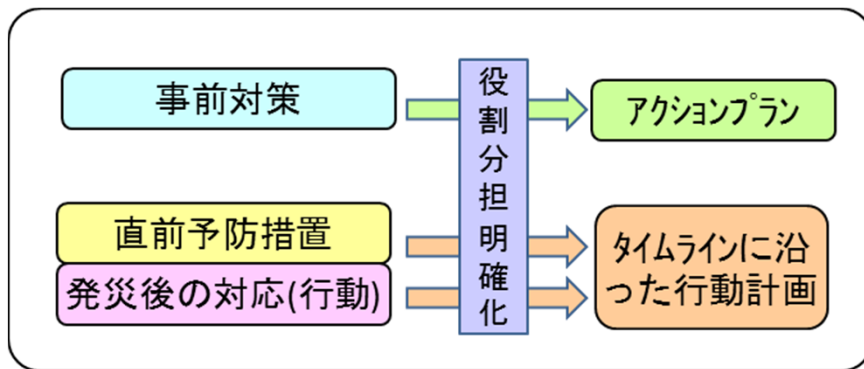 事前対策
役割分担明確化
アクションプラン
直前予防措置
発災後の対応(行動)
タイムラインに沿
った行動計画